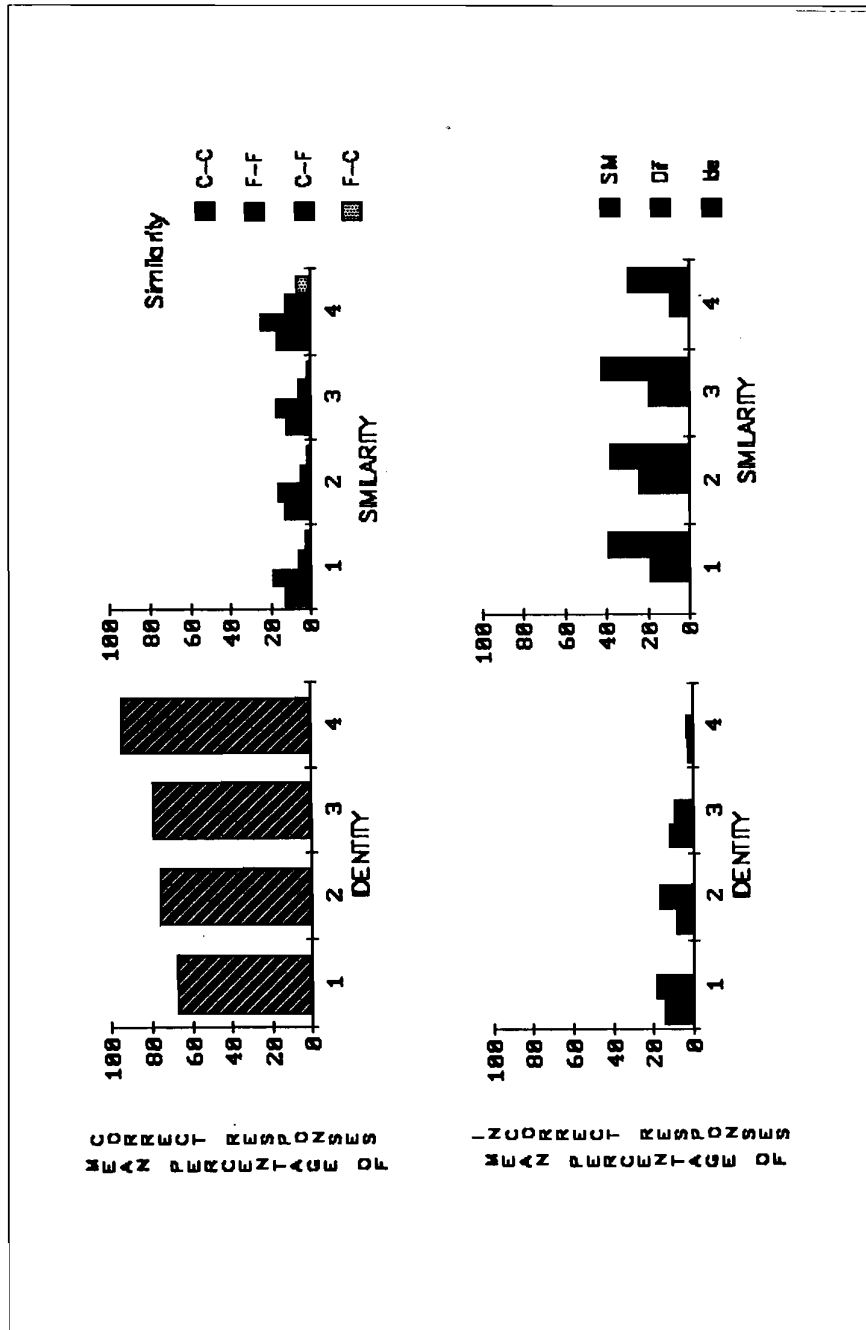 CORRECT RESPONSES
MEAN PERCENTAGE OF
100
80
60
40
20
0
1 2 3 4
IDENTITY
100
80
60
40
20
0
1 2 3 4
SIMILARITY
Similarity
C-C
F-F
C-F
F-C
INCORRECT RESPONSES
MEAN PERCENTAGE OF
100
80
60
40
20
0
1 2 3 4
IDENTITY
100
80
60
40
20
0
1 2 3 4
SIMILARITY
SIM
Dif
Ide